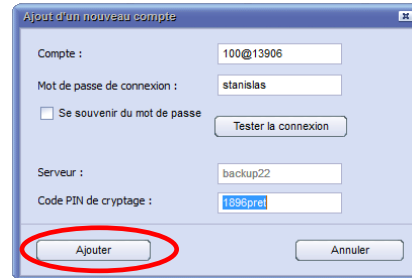 Ajout d'un nouveau compte
Compte : 100@13906
Mot de passe de connexion : stanislas
Se souvenir du mot de passe
Tester la connexion
Serveur : backup22
Code PIN de cryptage : 1896pret
Ajouter Annuler